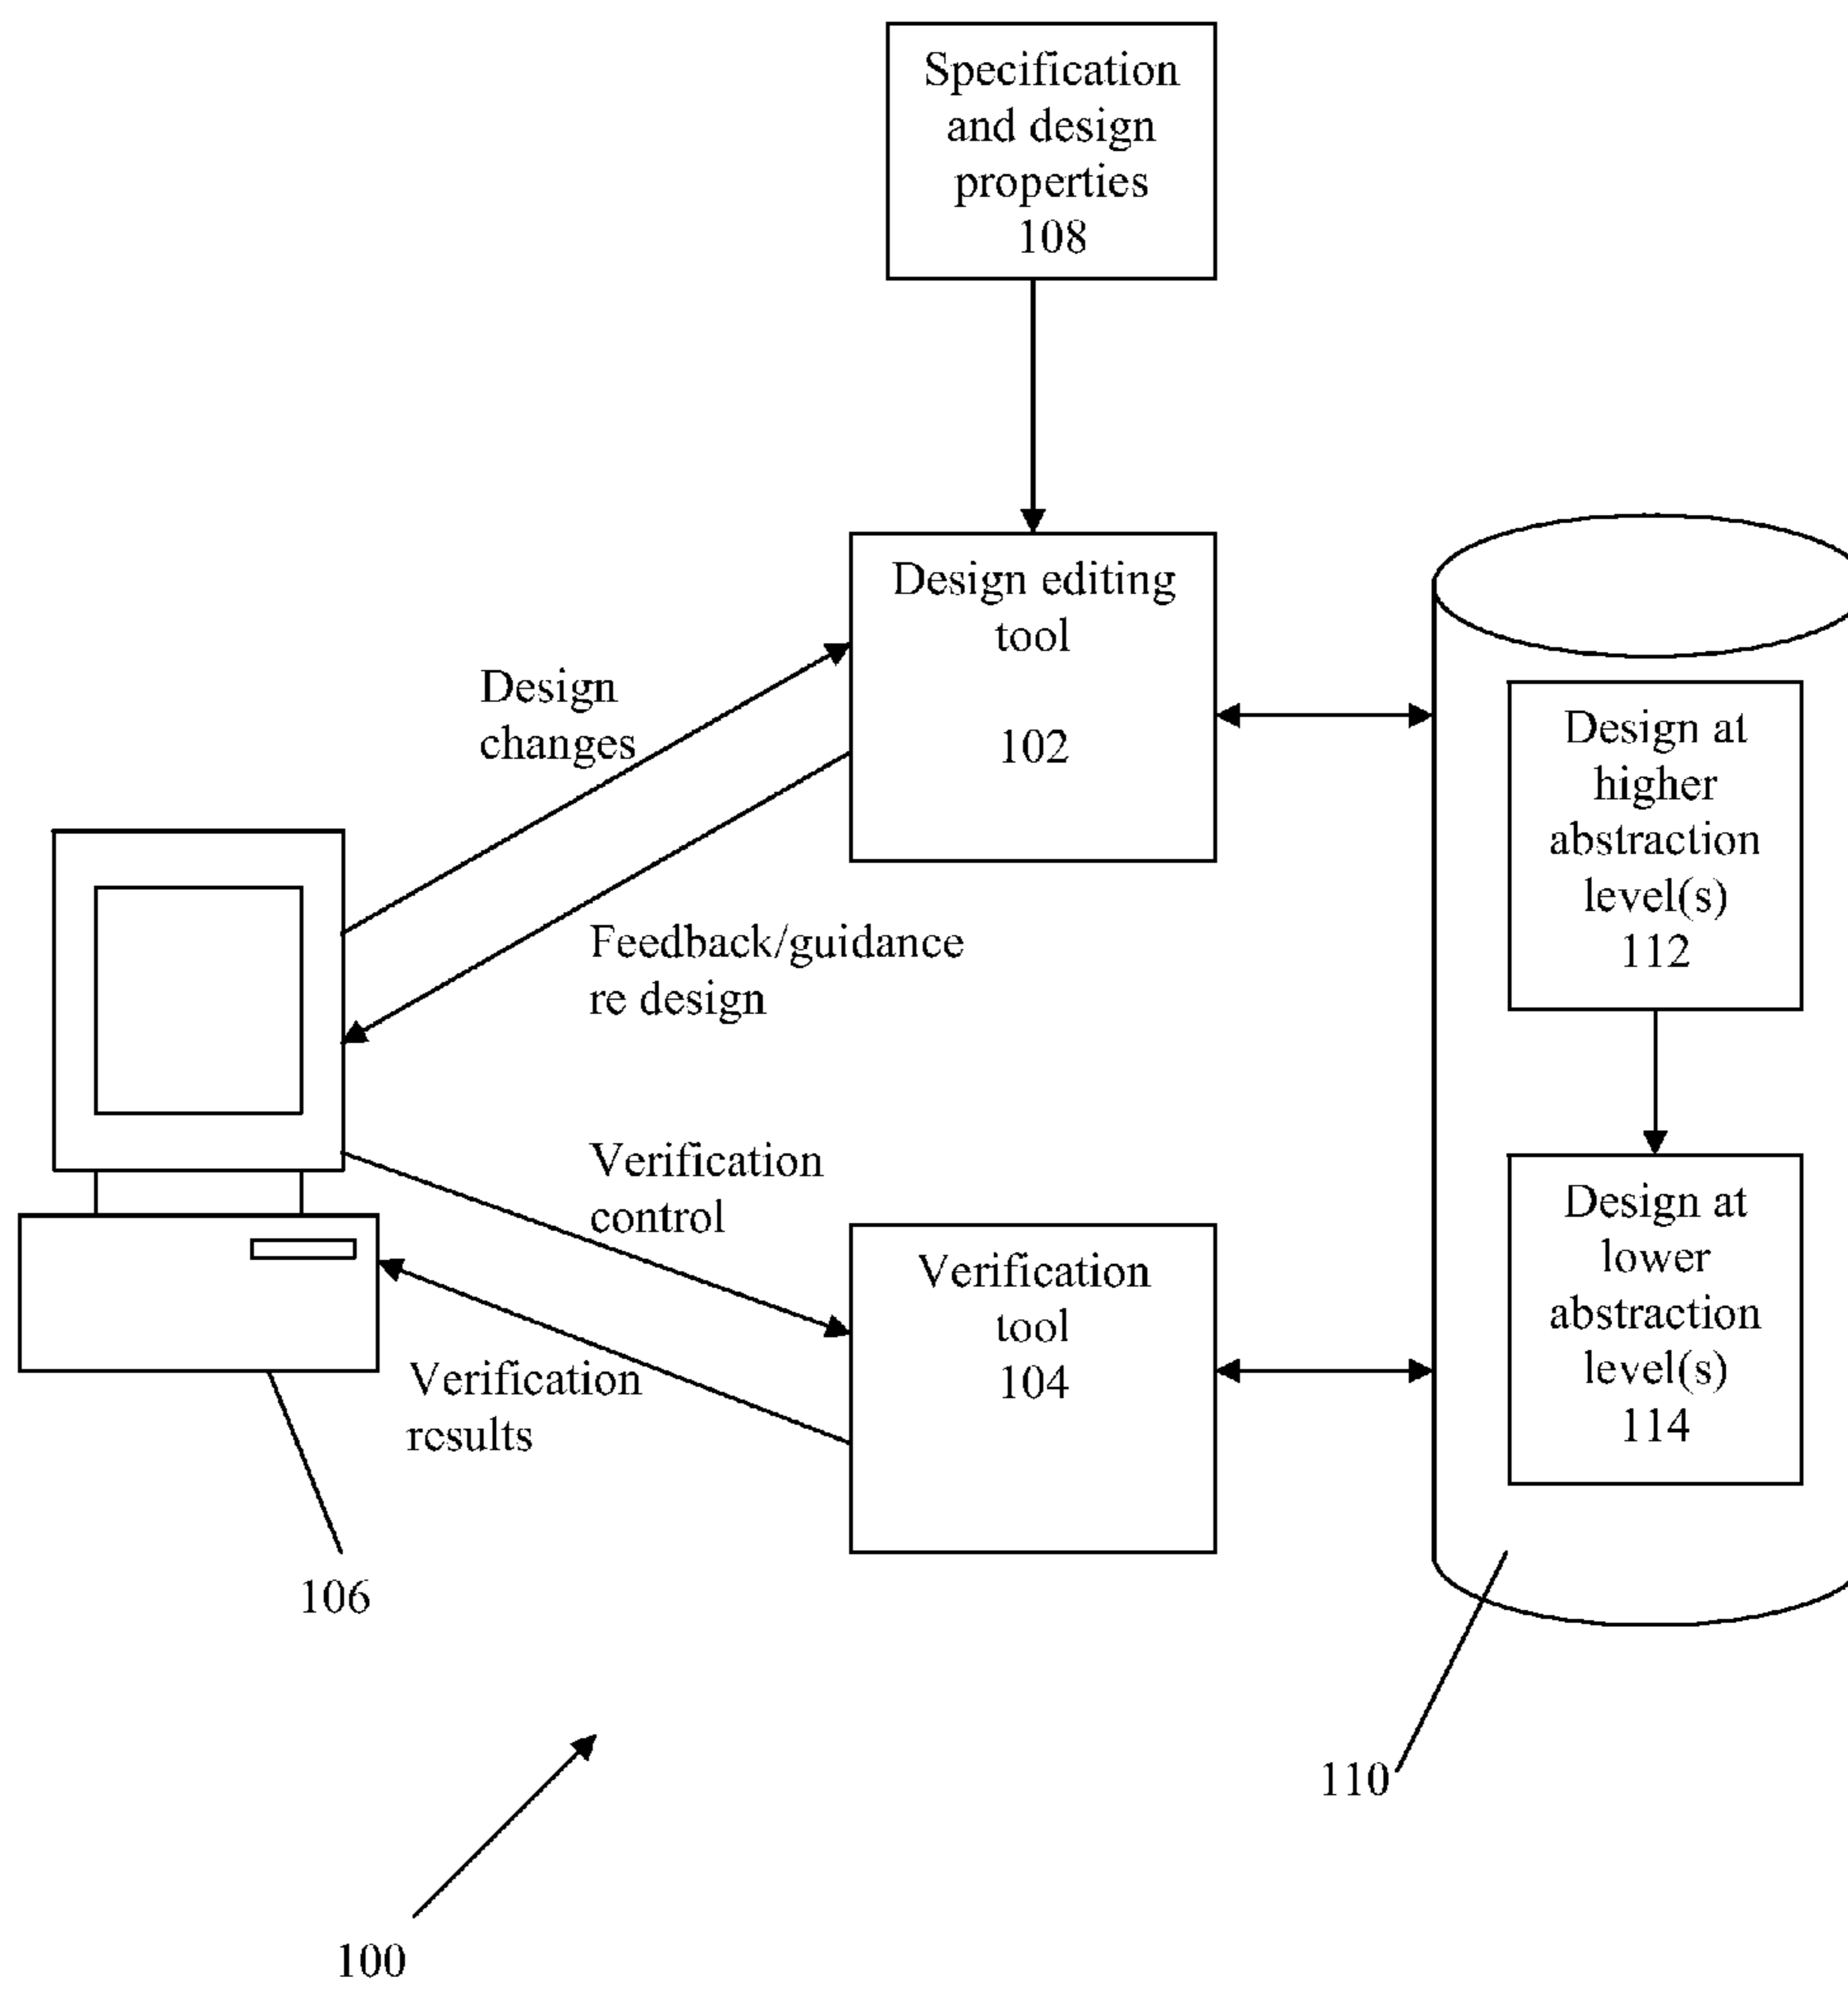 Specification
and design
properties
108
Design editing
tool
102
Design
changes
Feedback/guidance
re design
Design at
higher
abstraction
level(s)
112
Verification
control
Verification
tool
104
Verification
results
Design at
lower
abstraction
level(s)
114
106
110
100